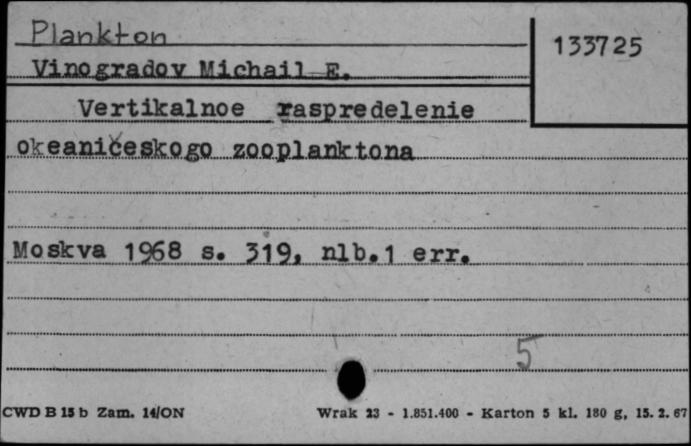 Plankton
133725
Vinogradov Michail E.
Vertikalnoe raspredelenie
okeaničeskogo zooplanktona
Moskva 1968 s. 319, nlb.1 err.
5
CWD B 15 b Zam. 14/ON
Wrak 23 - 1.851.400 - Karton 5 kl. 180 g, 15. 2. 67